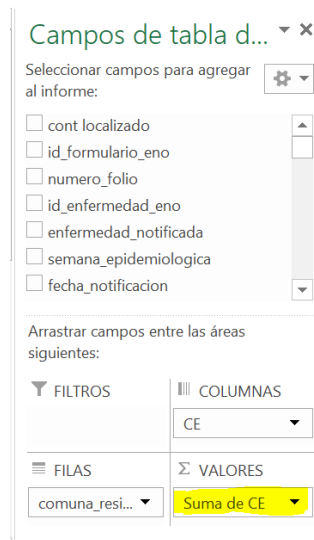 Campos de tabla d...
Seleccionar campos para agregar
al informe:
cont localizado
id_formulario_eno
numero_folio
id_enfermedad_eno
enfermedad_notificada
semana_epidemiologica
fecha_notificacion
Arrastrar campos entre las áreas
siguientes:
FILTROS
COLUMNAS
CE
FILAS
Σ VALORES
comuna_resi...
Suma de CE